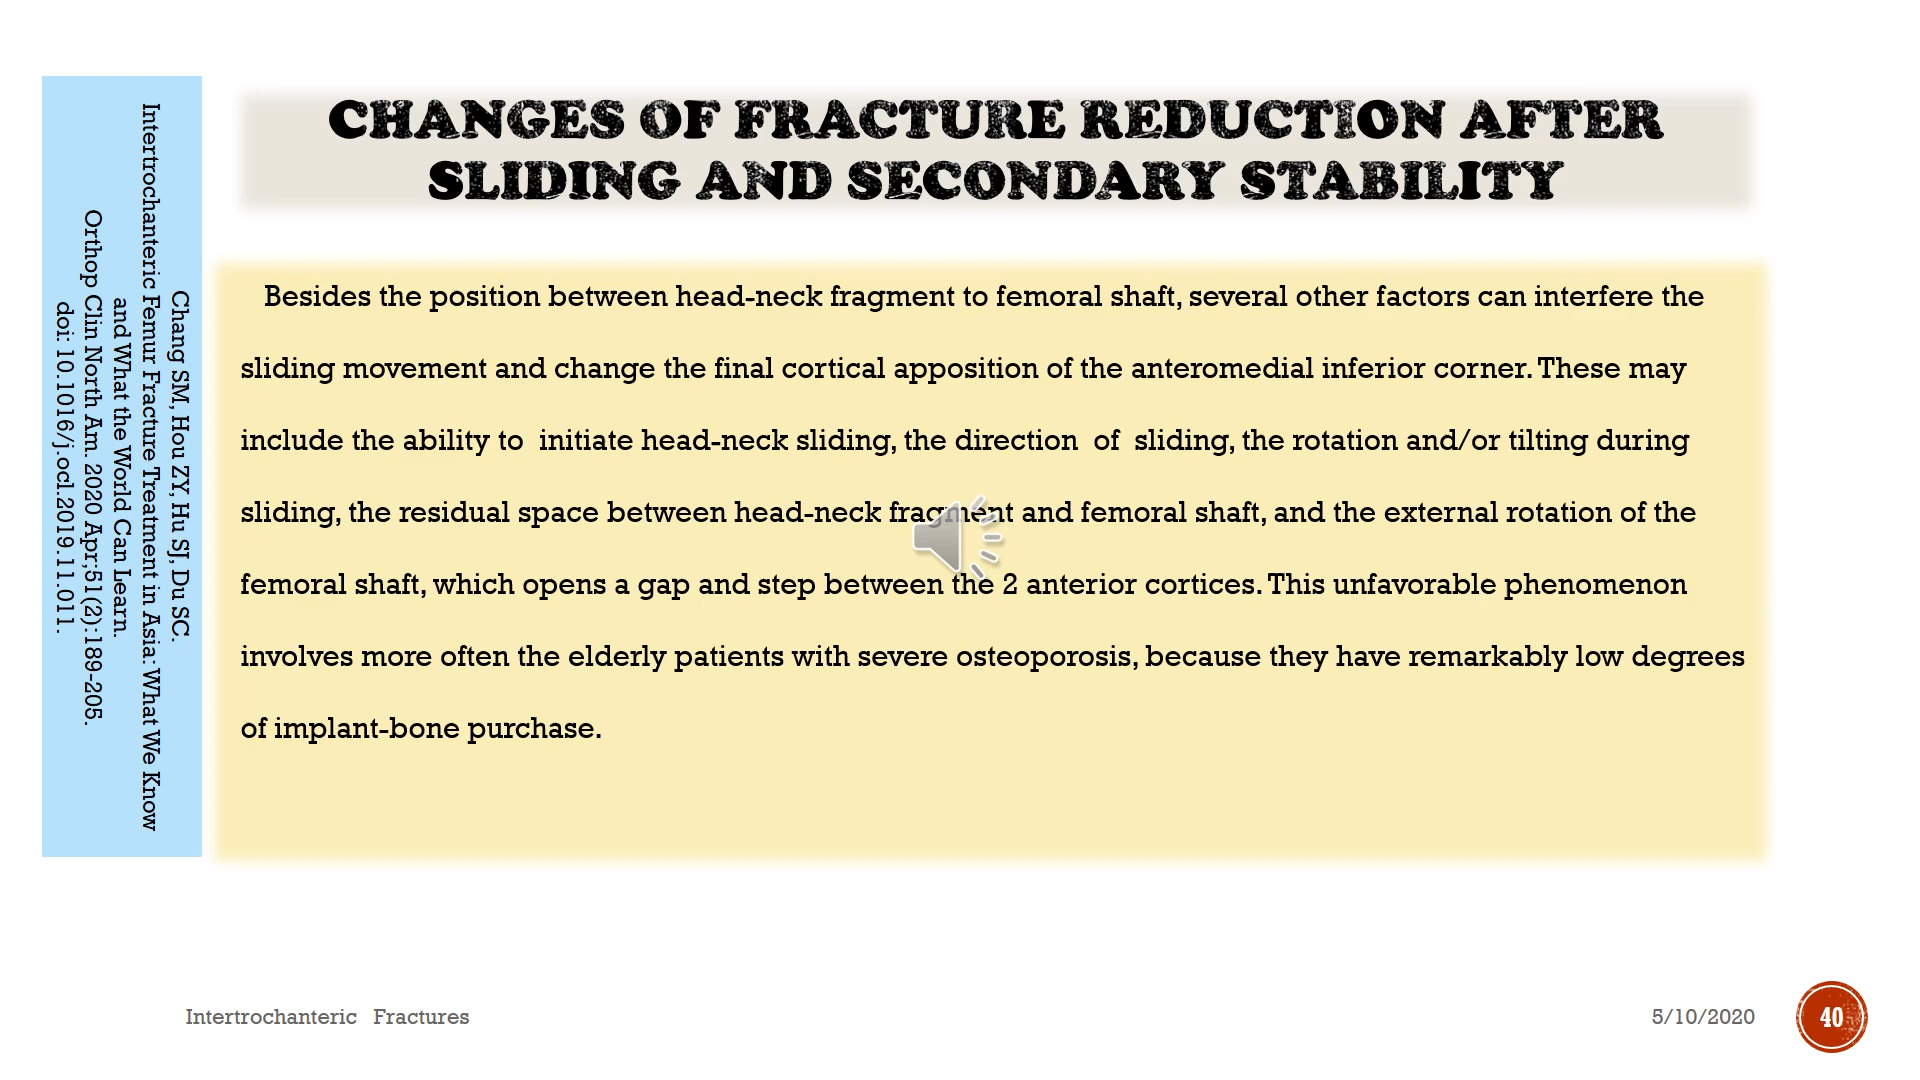 CHANGES OF FRACTURE REDUCTION AFTER
SLIDING AND SECONDARY STABILITY
Chang SM, Hou ZY, Hu SJ, Du SC.
Intertrochanteric Femur Fracture Treatment in Asia: What We Know
and What the World Can Learn.
Orthop Clin North Am. 2020 Apr;51(2):189-205.
doi: 10.1016/j.ocl.2019.11.011.
Besides the position between head-neck fragment to femoral shaft, several other factors can interfere the
sliding movement and change the final cortical apposition of the anteromedial inferior corner. These may
include the ability to initiate head-neck sliding, the direction of sliding, the rotation and/or tilting during
sliding, the residual space between head-neck fragment and femoral shaft, and the external rotation of the
femoral shaft, which opens a gap and step between the 2 anterior cortices. This unfavorable phenomenon
involves more often the elderly patients with severe osteoporosis, because they have remarkably low degrees
of implant-bone purchase.
Intertrochanteric Fractures
5/10/2020
40